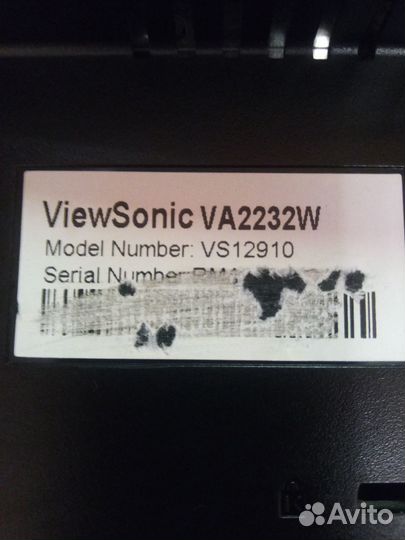 ViewSonic VA2232W
Model Number: VS12910
Serial Number:
Avito